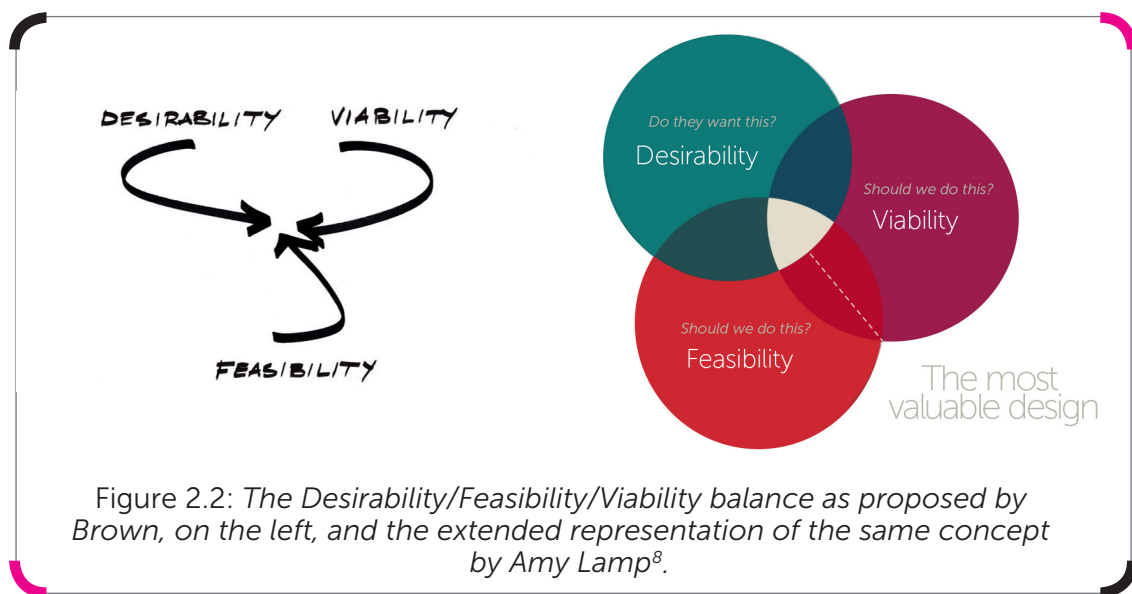 DESIRABILITY
VIABILITY
FEASIBILITY
Do they want this?
Desirability
Should we do this?
Viability
Should we do this?
Feasibility
The most
valuable design
Figure 2.2: The Desirability/Feasibility/Viability balance as proposed by
Brown, on the left, and the extended representation of the same concept
by Amy Lamp⁸.